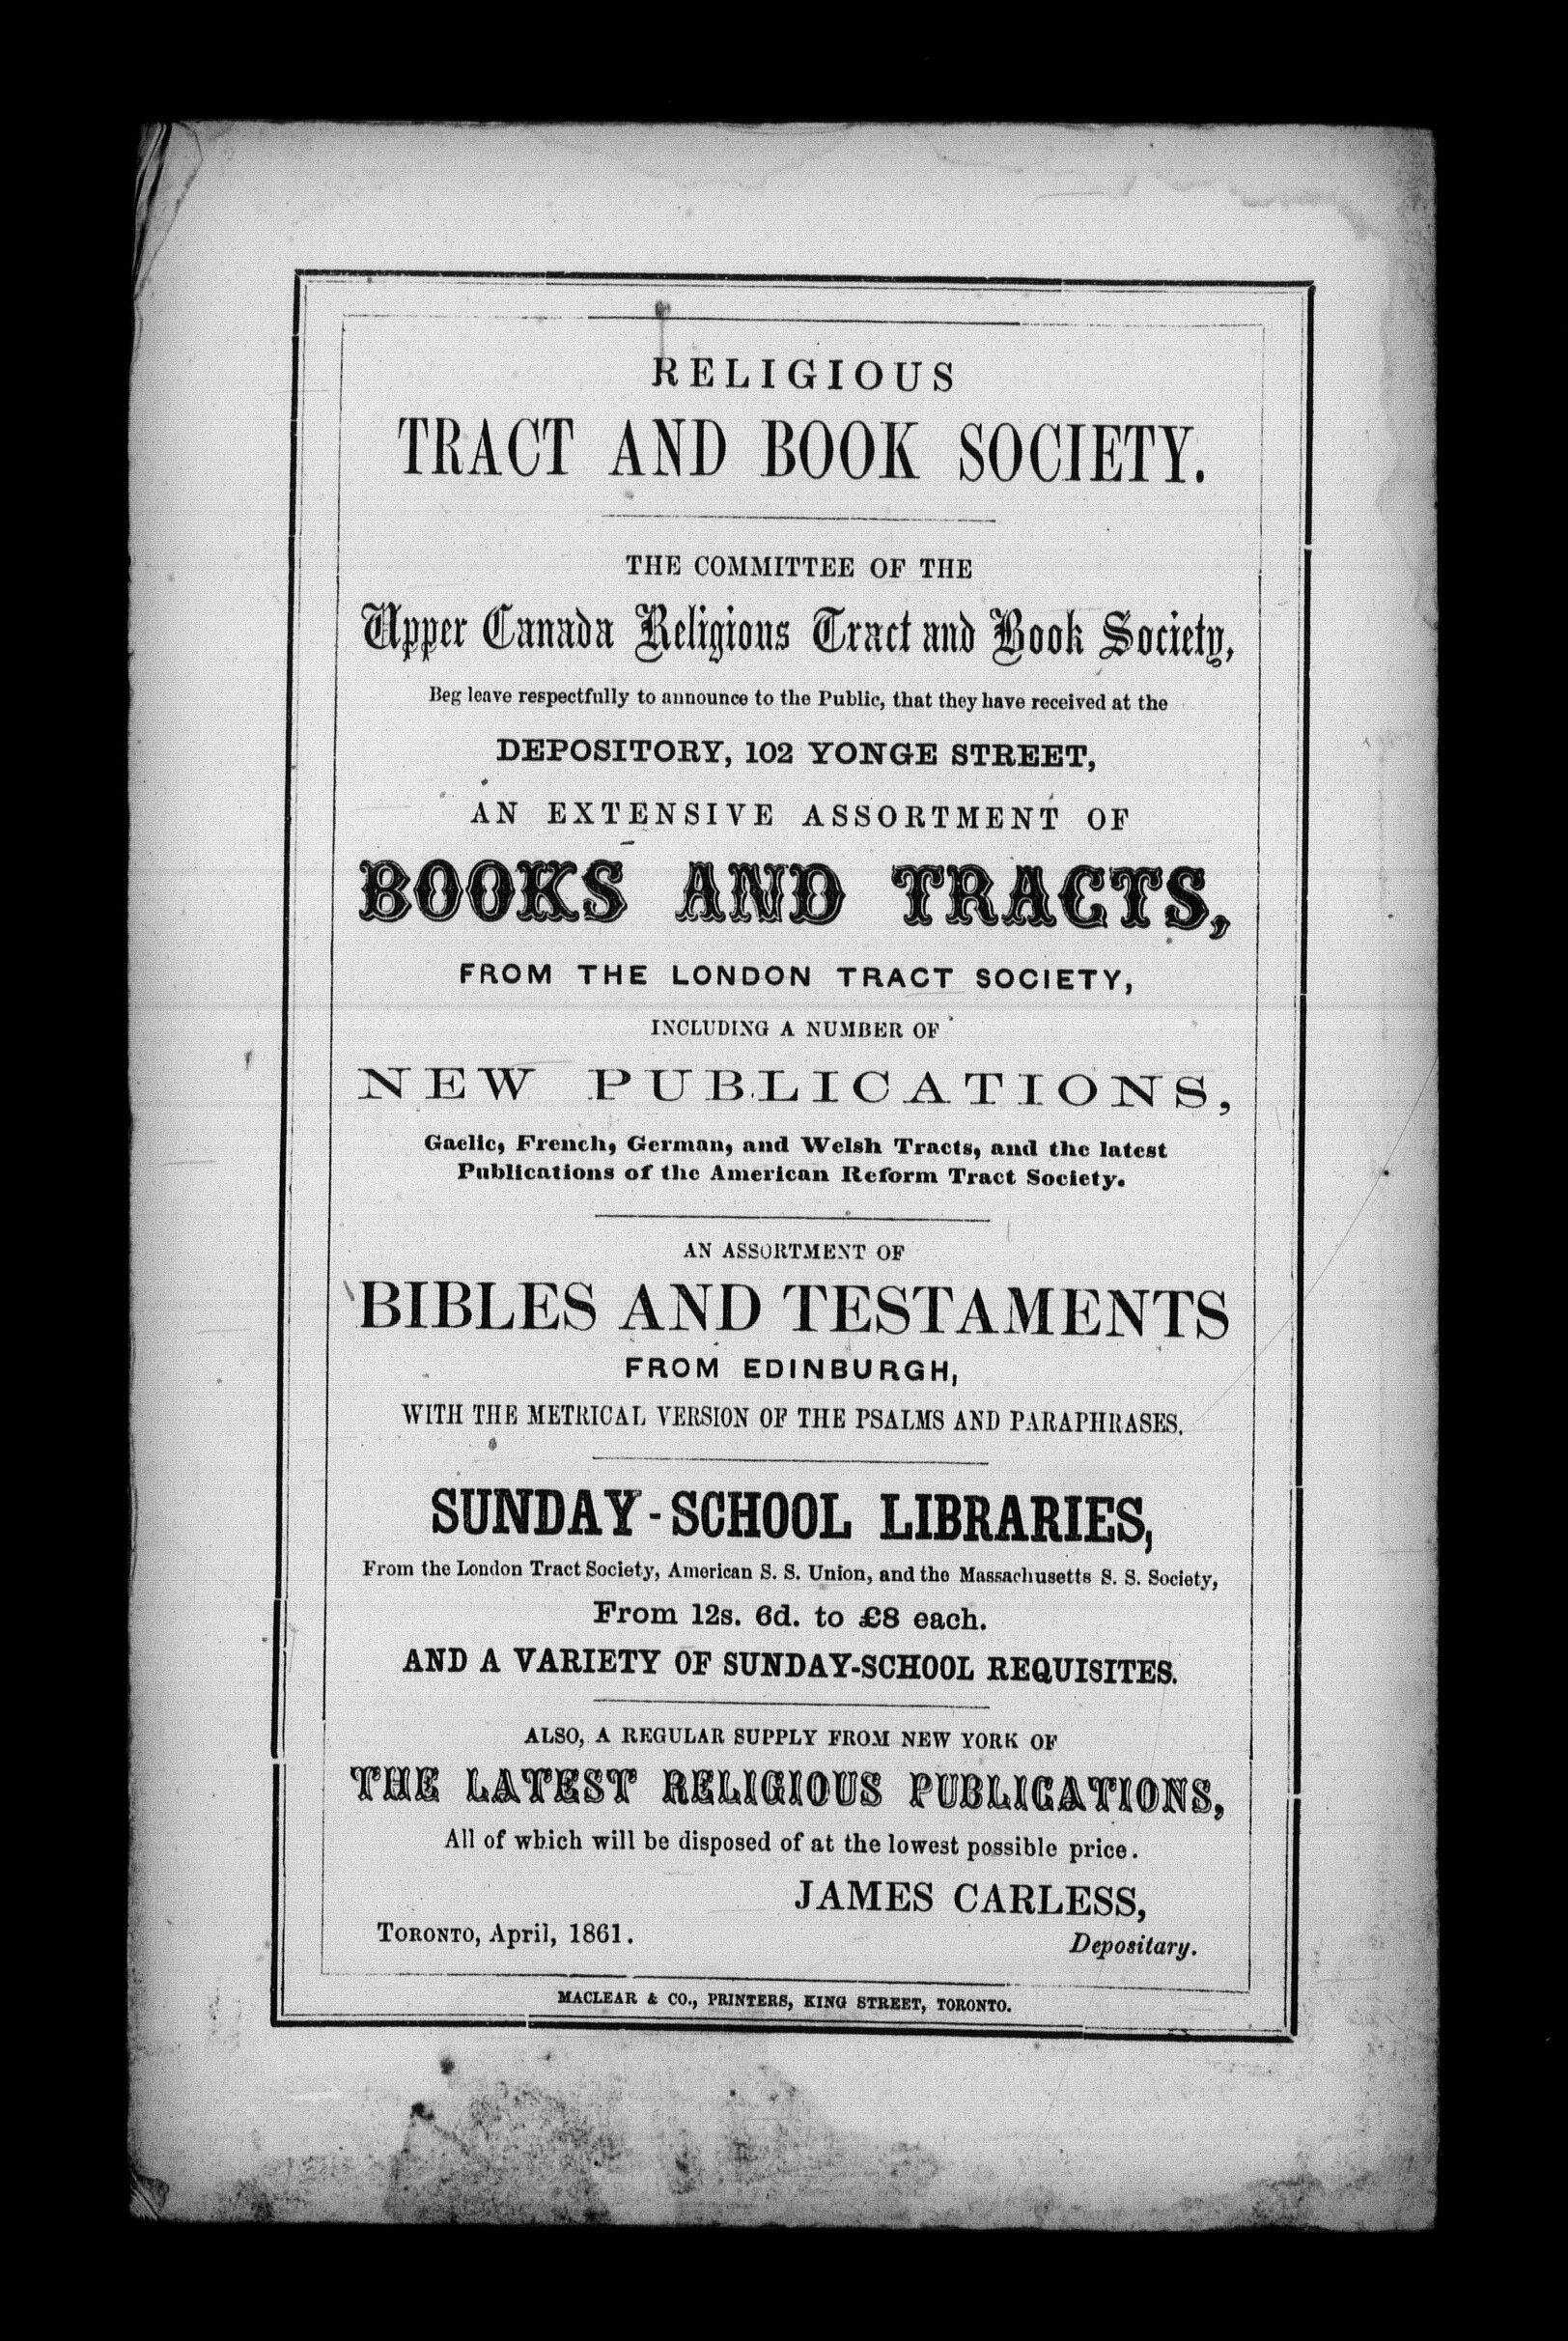 RELIGIOUS
TRACT AND BOOK SOCIETY.
THE COMMITTEE OF THE
Upper Canada Religious Tract and Book Society,
Beg leave respectfully to announce to the Public, that they have received at the
DEPOSITORY, 102 YONGE STREET,
AN EXTENSIVE ASSORTMENT OF
BOOKS AND TRACTS,
FROM THE LONDON TRACT SOCIETY,
INCLUDING A NUMBER OF
NEW PUBLICATIONS,
Gaelic, French, German, and Welsh Tracts, and the latest
Publications of the American Reform Tract Society.
AN ASSORTMENT OF
BIBLES AND TESTAMENTS
FROM EDINBURGH,
WITH THE METRICAL VERSION OF THE PSALMS AND PARAPHRASES.
SUNDAY-SCHOOL LIBRARIES,
From the London Tract Society, American S. S. Union, and the Massachusetts S. S. Society,
From 12s. 6d. to £8 each.
AND A VARIETY OF SUNDAY-SCHOOL REQUISITES.
ALSO, A REGULAR SUPPLY FROM NEW YORK OF
THE LATEST RELIGIOUS PUBLICATIONS,
All of which will be disposed of at the lowest possible price.
JAMES CARLESS,
TORONTO, April, 1861.
Depositary.
MACLEAR & CO., PRINTERS, KING STREET, TORONTO.